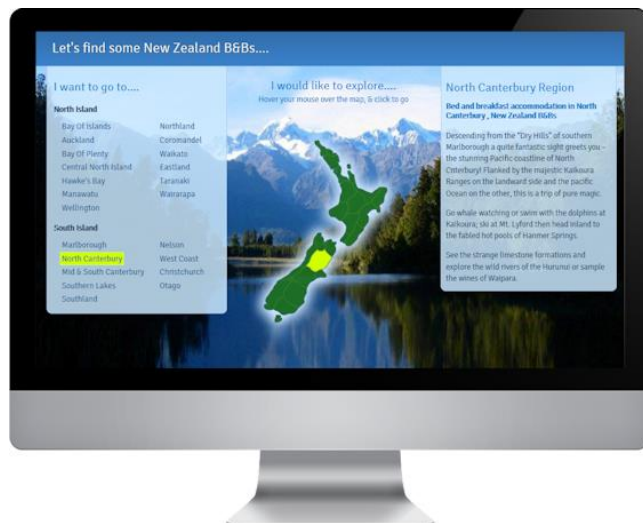 Let's find some New Zealand B&Bs....
I want to go to....
North Island
Bay Of Islands
Northland
Auckland
Coromandel
Bay Of Plenty
Waikato
Central North Island
Eastland
Hawke's Bay
Taranaki
Manawatu
Wairarapa
Wellington
South Island
Marlborough
Nelson
North Canterbury
West Coast
Mid & South Canterbury
Christchurch
Southern Lakes
Otago
Southland
I would like to explore....
Hover your mouse over the map, & click to go
North Canterbury Region
Bed and breakfast accommodation in North
Canterbury , New Zealand B&Bs
Descending from the "Dry Hills" of southern
Marlborough a quite fantastic sight greets you –
the stunning Pacific coastline of North
Cnterbury! Flanked by the majestic Kaikoura
Ranges on the landward side and the pacific
Ocean on the other, this is a trip of pure magic.
Go whale watching or swim with the dolphins at
Kaikoura; ski at Mt. Lyford then head inland to
the fabled hot pools of Hanmer Springs.
See the strange limestone formations and
explore the wild rivers of the Hurunui or sample
the wines of Waipara.